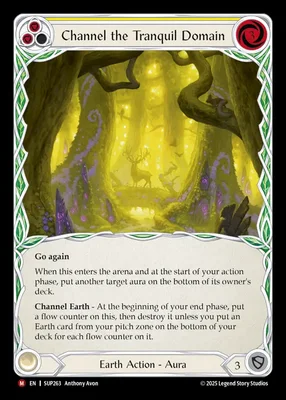 Channel the Tranquil Domain
Go again
When this enters the arena and at the start of your action
phase, put another target aura on the bottom of its owner's
deck.
Channel Earth - At the beginning of your end phase, put
a flow counter on this, then destroy it unless you put an
Earth card from your pitch zone on the bottom of your
deck for each flow counter on it.
Earth Action - Aura
3
M EN SUP263 Anthony Avon
© 2025 Legend Story Studios